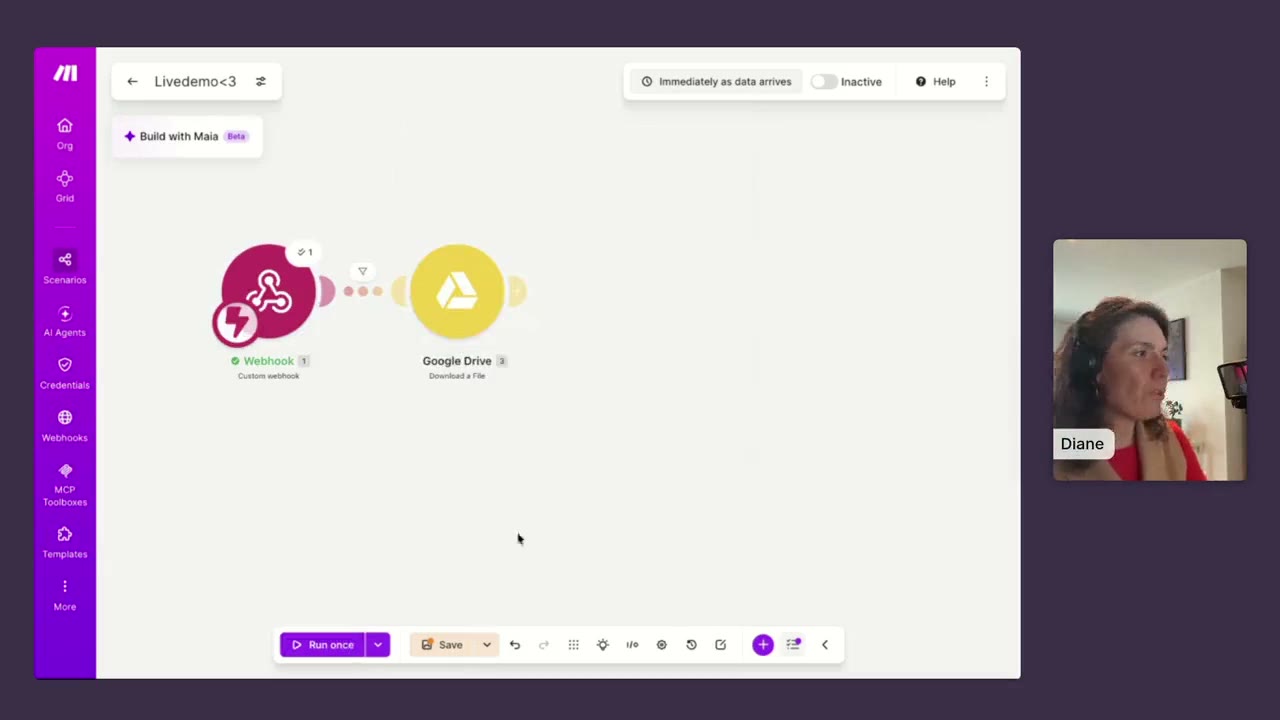 Livedemo<3
Immediately as data arrives
Inactive
Help
Build with Maia
Beta
Org
Grid
Scenarios
AI Agents
Credentials
Webhooks
MCP
Toolboxes
Templates
More
1
Webhook 1
Custom webhook
Google Drive 3
Download a File
Diane
Run once
Save